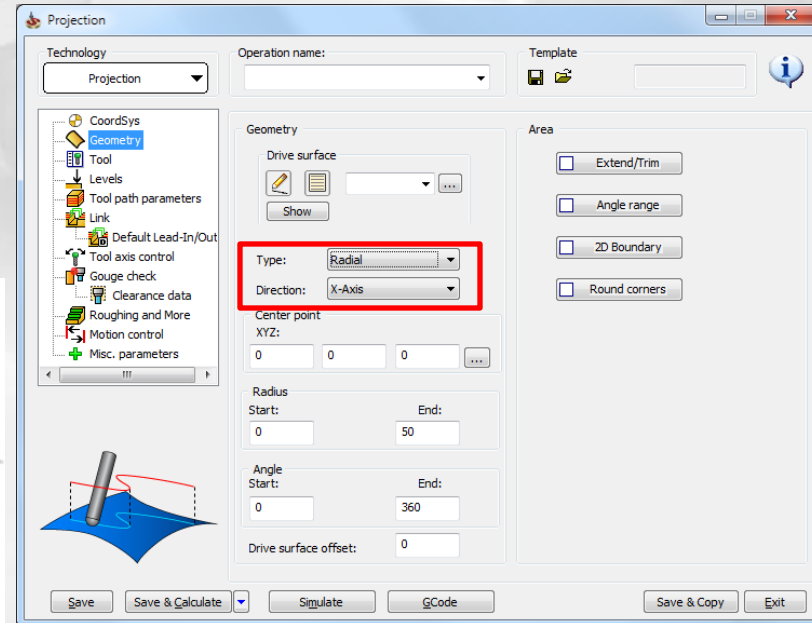 Projection
Technology
Projection
Operation name:
Template
CoordSys
Geometry
Tool
Levels
Tool path parameters
Link
Default Lead-In/Out
Tool axis control
Gouge check
Clearance data
Roughing and More
Motion control
Misc. parameters
Geometry
Drive surface
...
Show
Type: Radial
Direction: X-Axis
Center point
XYZ:
0 0 0 ...
Radius
Start: End:
0 50
Angle
Start: End:
0 360
Drive surface offset: 0
Area
Extend/Trim
Angle range
2D Boundary
Round corners
Save Save & Calculate Simulate GCode Save & Copy Exit